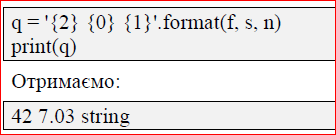 q = '{2} {0} {1}'.format(f, s, n)
print(q)
Отримаємо:
42 7.03 string